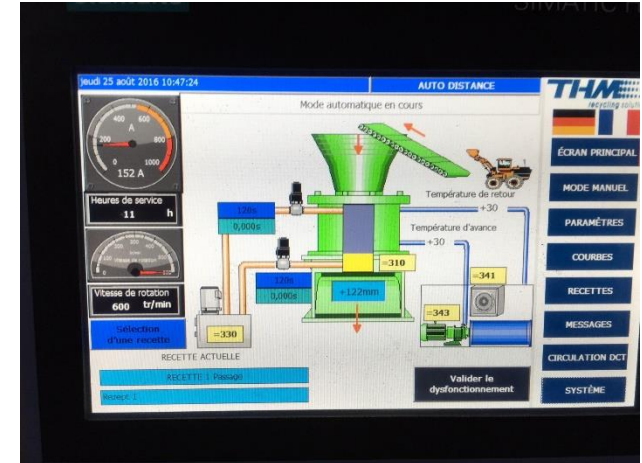 SIMATIC
jeudi 25 août 2016 10:47:24
AUTO DISTANCE
THM
recycling
Mode automatique en cours
200
400
600
800
1000
0
A
152 A
Heures de service
11 h
Vitesse de rotation
600 tr/min
Sélection
d'une recette
RECETTE ACTUELLE
RECETTE 1 Passage
128s
0,000s
128s
0,000s
=330
=310
+122mm
Température de retour
+30
Température d'avance
+30
=341
=343
Valider le
dysfonctionnement
ÉCRAN PRINCIPAL
MODE MANUEL
PARAMÈTRES
COURBES
RECETTES
MESSAGES
CIRCULATION DCT
SYSTÈME